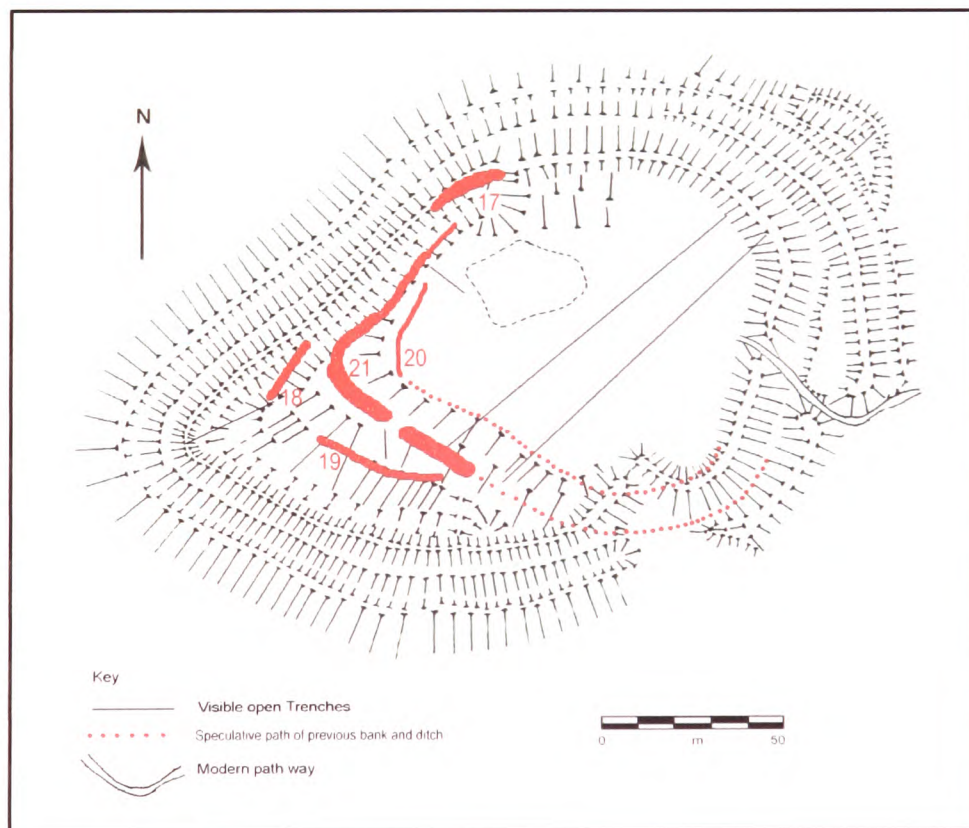 N
17
20
21
18
19
Key
Visible open Trenches
Speculative path of previous bank and ditch
Modern path way
0 m 50